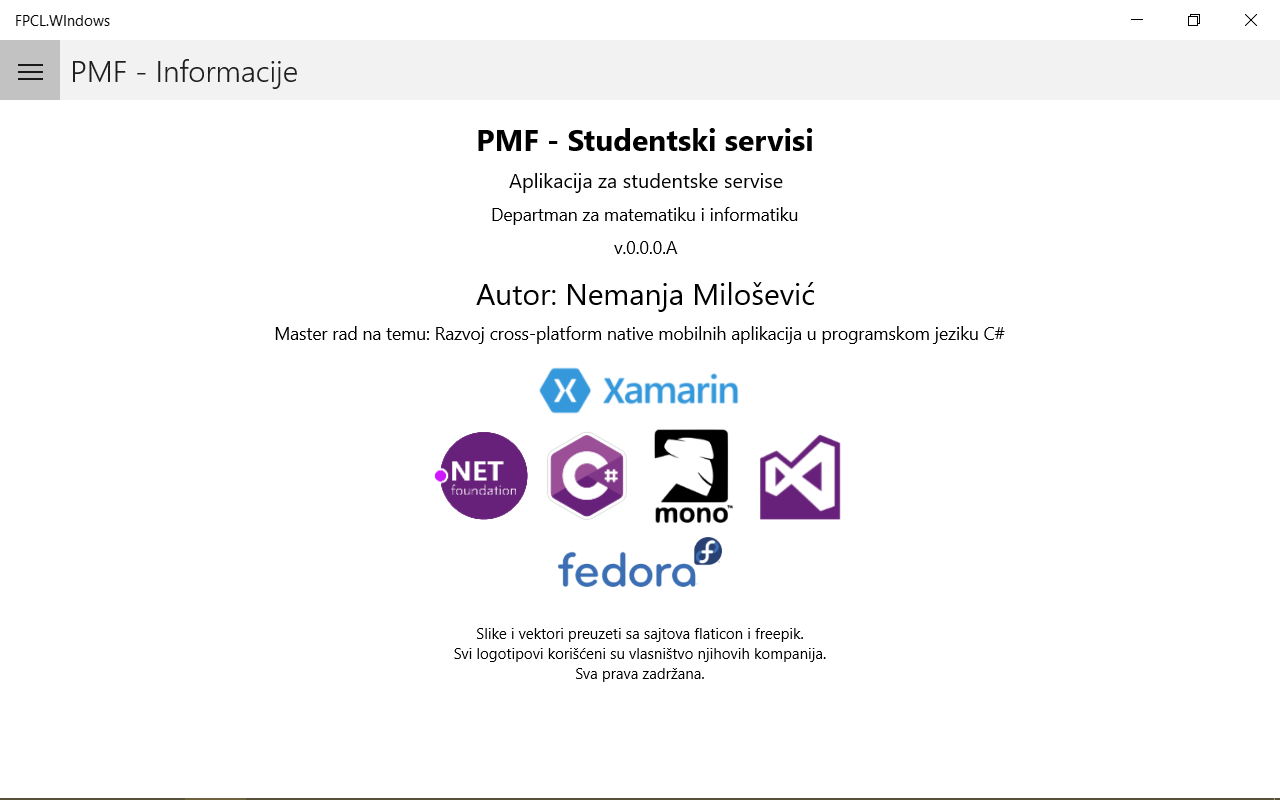 FPCL.WIndows
PMF - Informacije
PMF - Studentski servisi
Aplikacija za studentske servise
Departman za matematiku i informatiku
v.0.0.0.A
Autor: Nemanja Milošević
Master rad na temu: Razvoj cross-platform native mobilnih aplikacija u programskom jeziku C#
X Xamarin
NET
foundation
C#
mono™
fedora f
Slike i vektori preuzeti sa sajtova flaticon i freepik.
Svi logotipovi korišćeni su vlasništvo njihovih kompanija.
Sva prava zadržana.